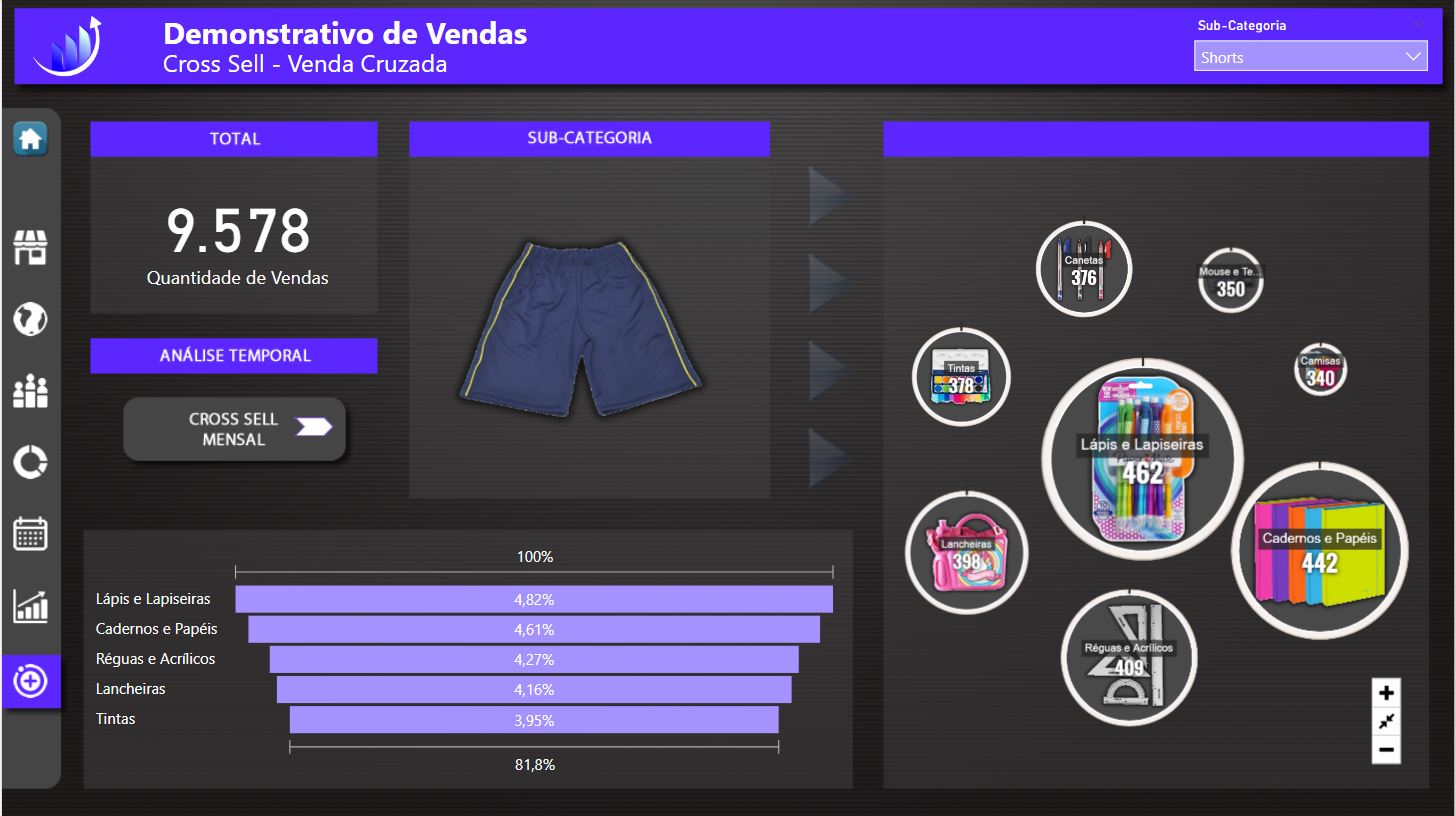 Demonstrativo de Vendas
Cross Sell - Venda Cruzada
Sub-Categoria
Shorts
TOTAL
9.578
Quantidade de Vendas
ANÁLISE TEMPORAL
CROSS SELL
MENSAL
SUB-CATEGORIA
Canetas
376
Mouse e Te...
350
Tintas
378
Camisas
340
Lápis e Lapiseiras
462
Lancheiras
398
Cadernos e Papéis
442
Réguas e Acrílicos
409
100%
Lápis e Lapiseiras 4,82%
Cadernos e Papéis 4,61%
Réguas e Acrílicos 4,27%
Lancheiras 4,16%
Tintas 3,95%
81,8%